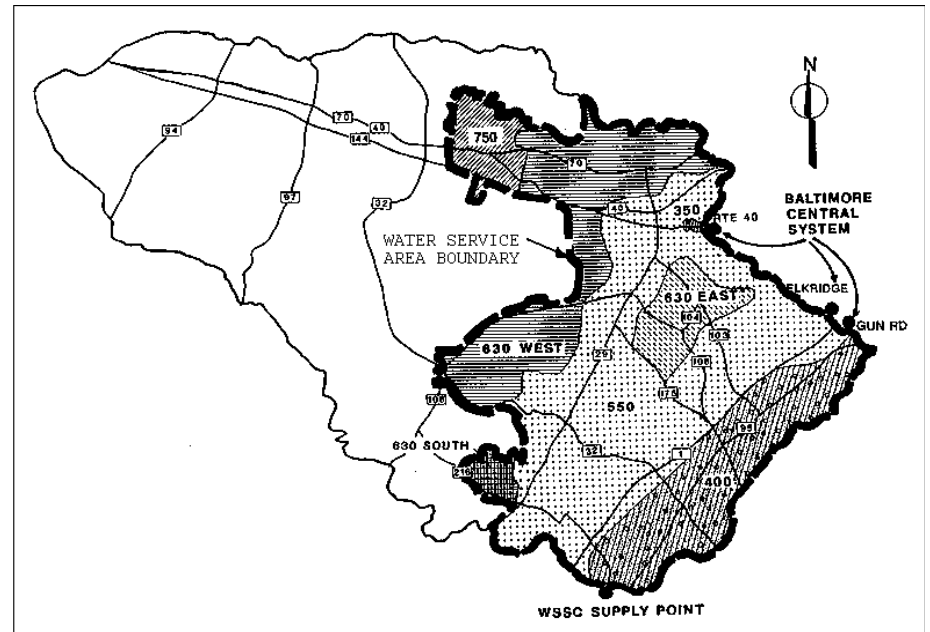 N
94
70
40
144
97
32
750
70
40
350
RTE 40
BALTIMORE
CENTRAL
SYSTEM
WATER SERVICE
AREA BOUNDARY
630 EAST
ELKRIDGE
104
GUN RD
103
630 WEST
29
108
175
108
550
630 SOUTH
95
32
1
216
400
WSSC SUPPLY POINT